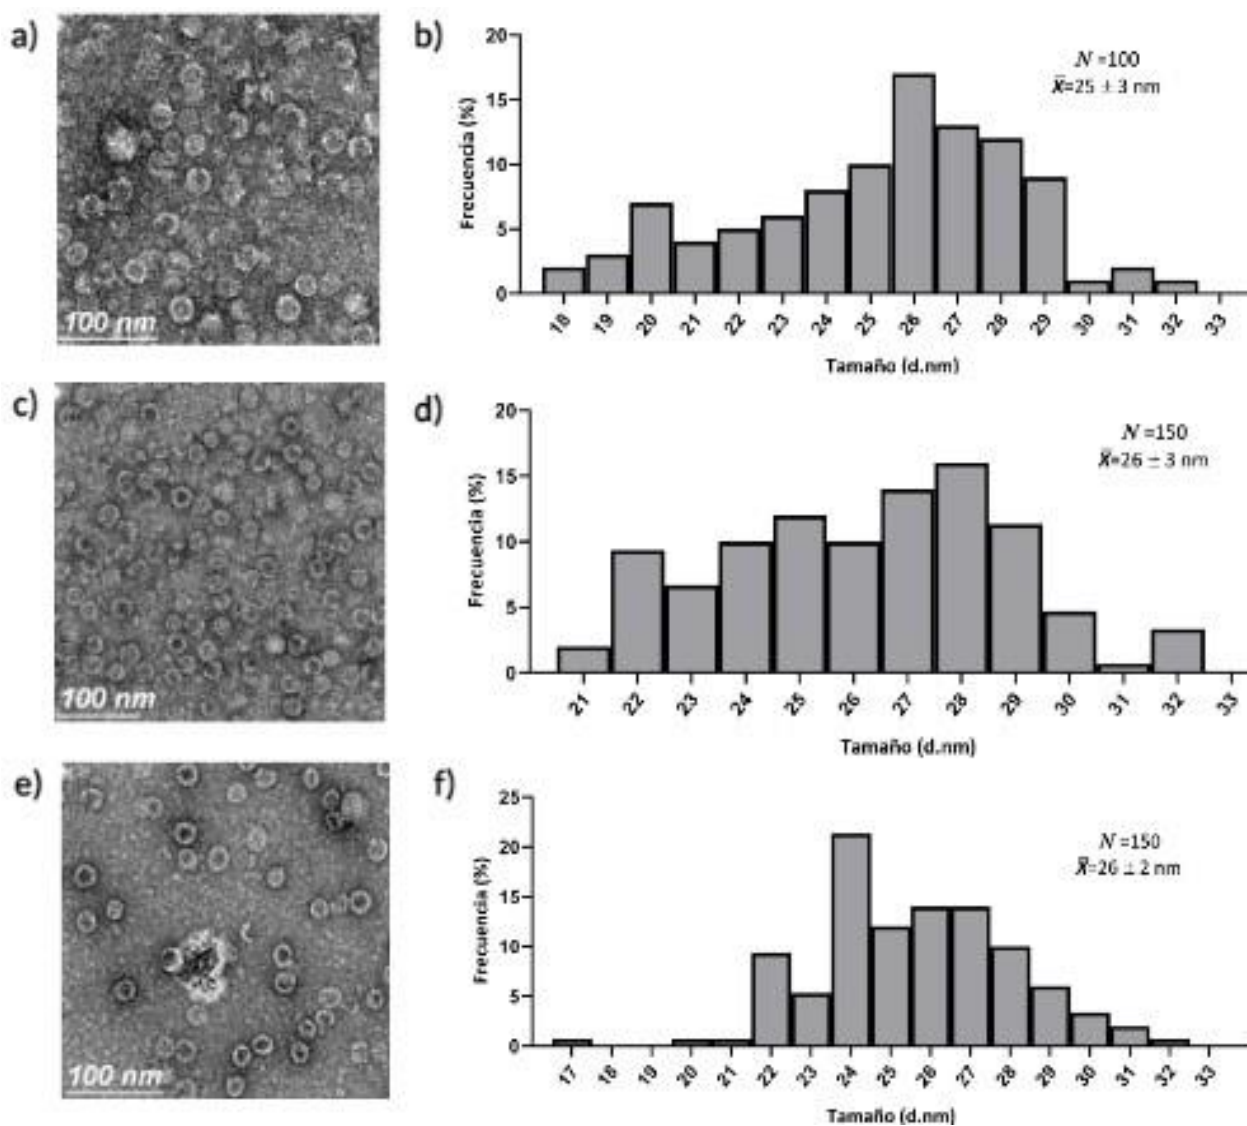 a)
100 nm
b)
20
15
10
5
0
Frecuencia (%)
N =100
X̄=25 ± 3 nm
18 19 20 21 22 23 24 25 26 27 28 29 30 31 32 33
Tamaño (d.nm)
c)
100 nm
d)
20
15
10
5
0
Frecuencia (%)
N =150
X̄=26 ± 3 nm
21 22 23 24 25 26 27 28 29 30 31 32 33
Tamaño (d.nm)
e)
100 nm
f)
25
20
15
10
5
0
Frecuencia (%)
N =150
X̄=26 ± 2 nm
17 18 19 20 21 22 23 24 25 26 27 28 29 30 31 32 33
Tamaño (d.nm)